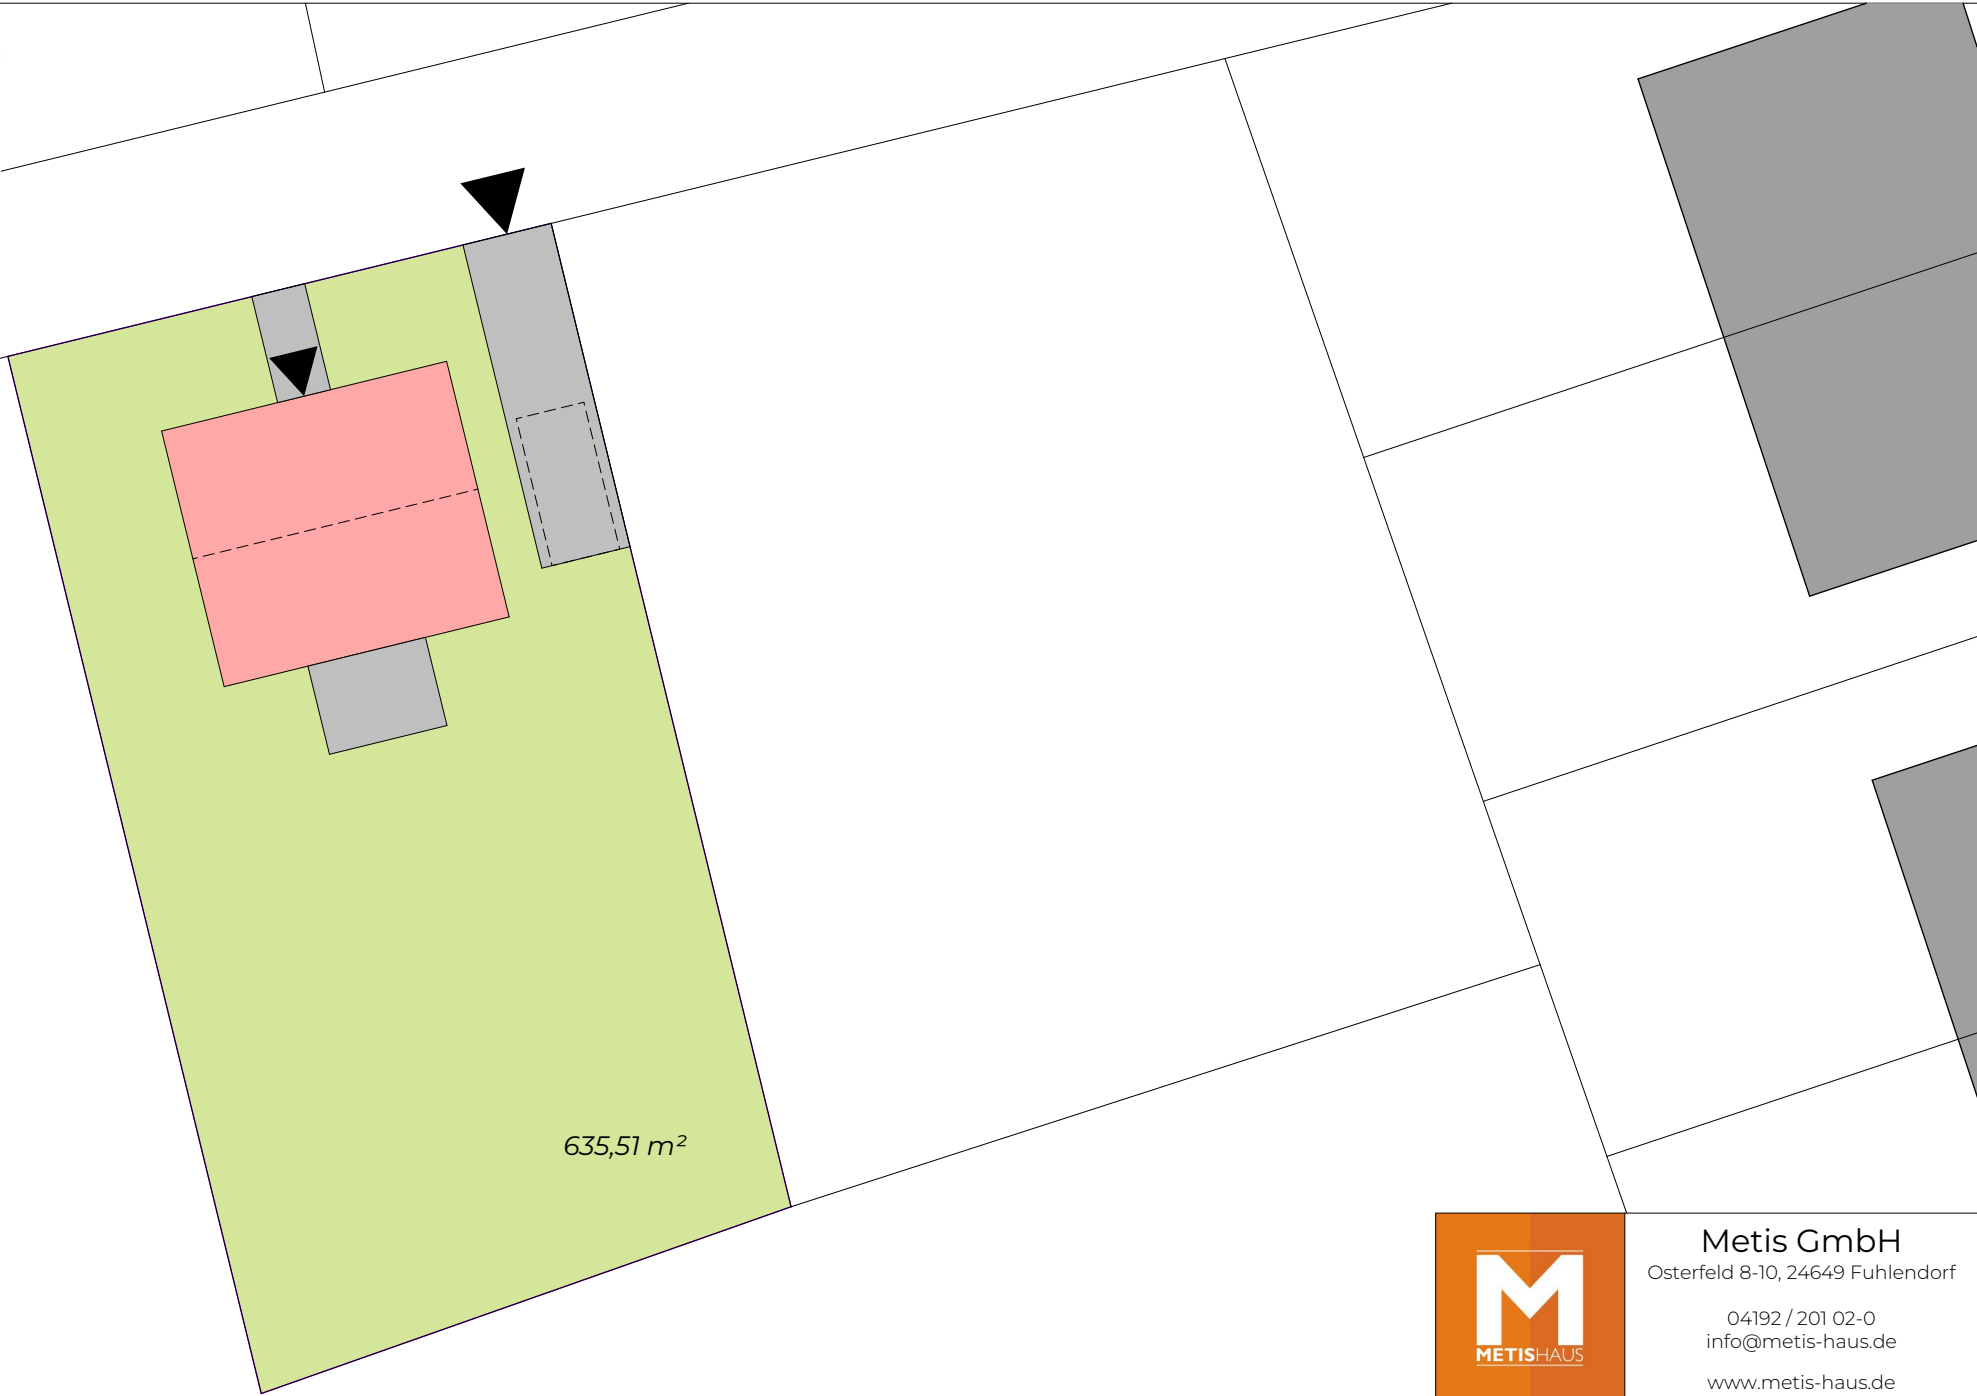 635,51 m²
METISHAUS
Metis GmbH
Osterfeld 8-10, 24649 Fuhlendorf
04192 / 201 02-0
info@metis-haus.de
www.metis-haus.de